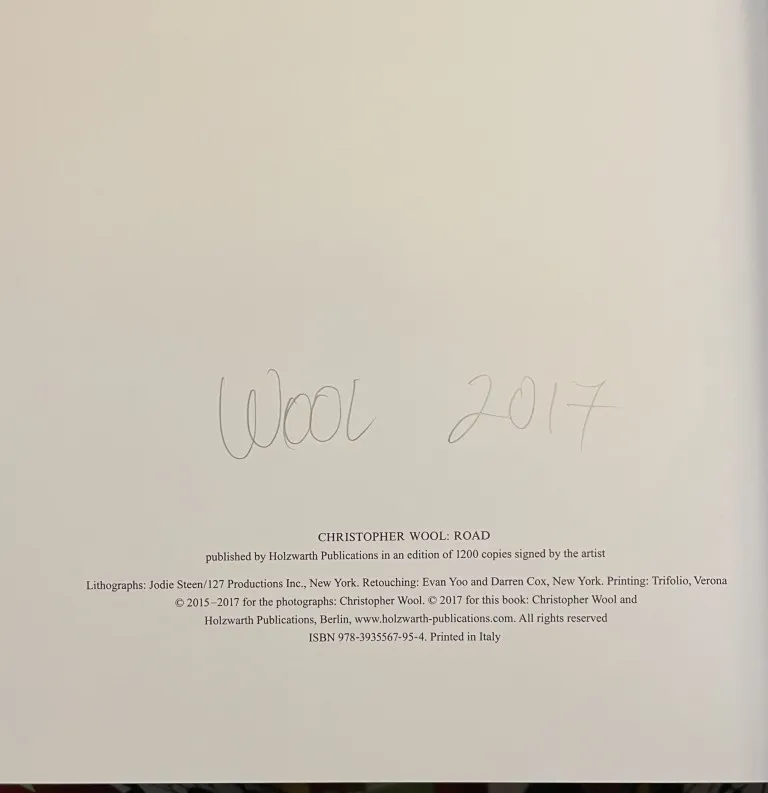 Wool 2017
CHRISTOPHER WOOL: ROAD
published by Holzwarth Publications in an edition of 1200 copies signed by the artist
Lithographs: Jodie Steen/127 Productions Inc., New York. Retouching: Evan Yoo and Darren Cox, New York. Printing: Trifolio, Verona
© 2015–2017 for the photographs: Christopher Wool. © 2017 for this book: Christopher Wool and
Holzwarth Publications, Berlin, www.holzwarth-publications.com. All rights reserved
ISBN 978-3935567-95-4. Printed in Italy